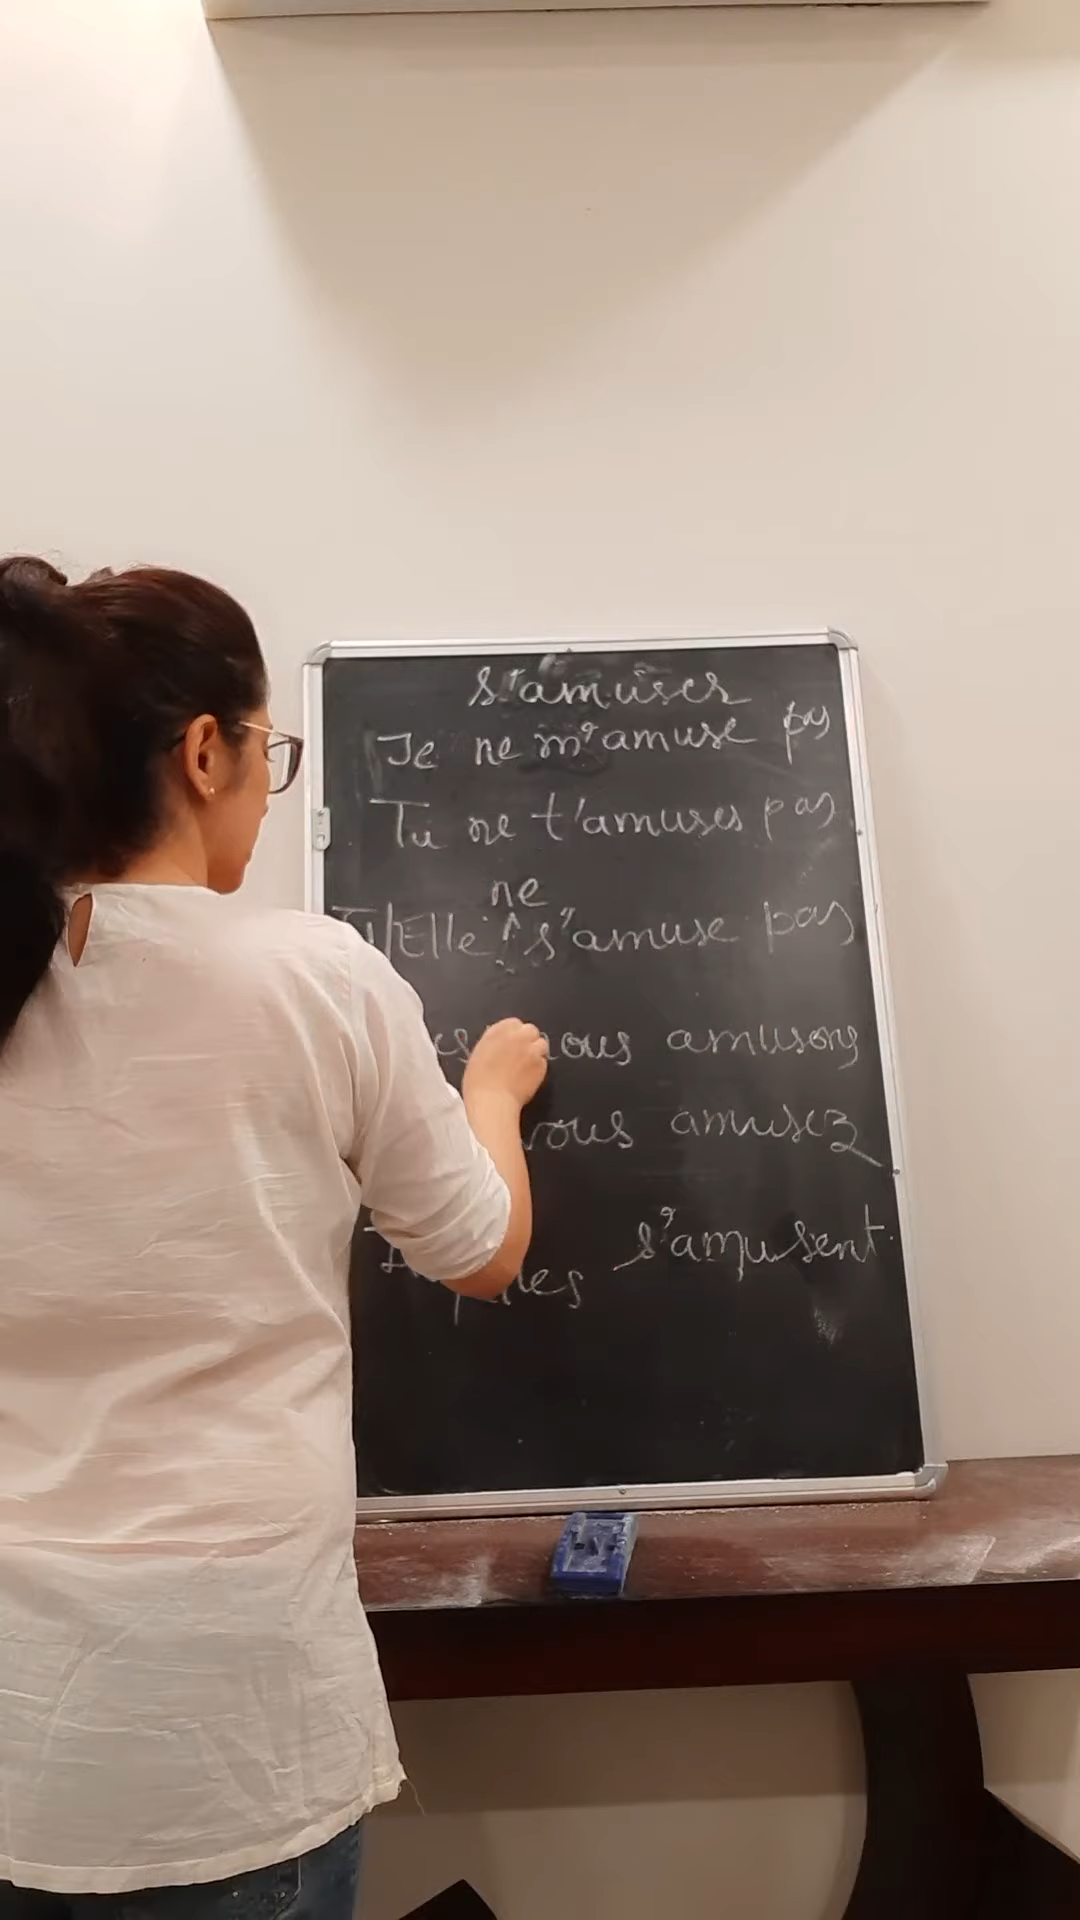 s'amuser
Je ne m'amuse pas
Tu ne t'amuses pas
ne
Il/Elle s'amuse pas
nous amusons
vous amusez
s'amusent